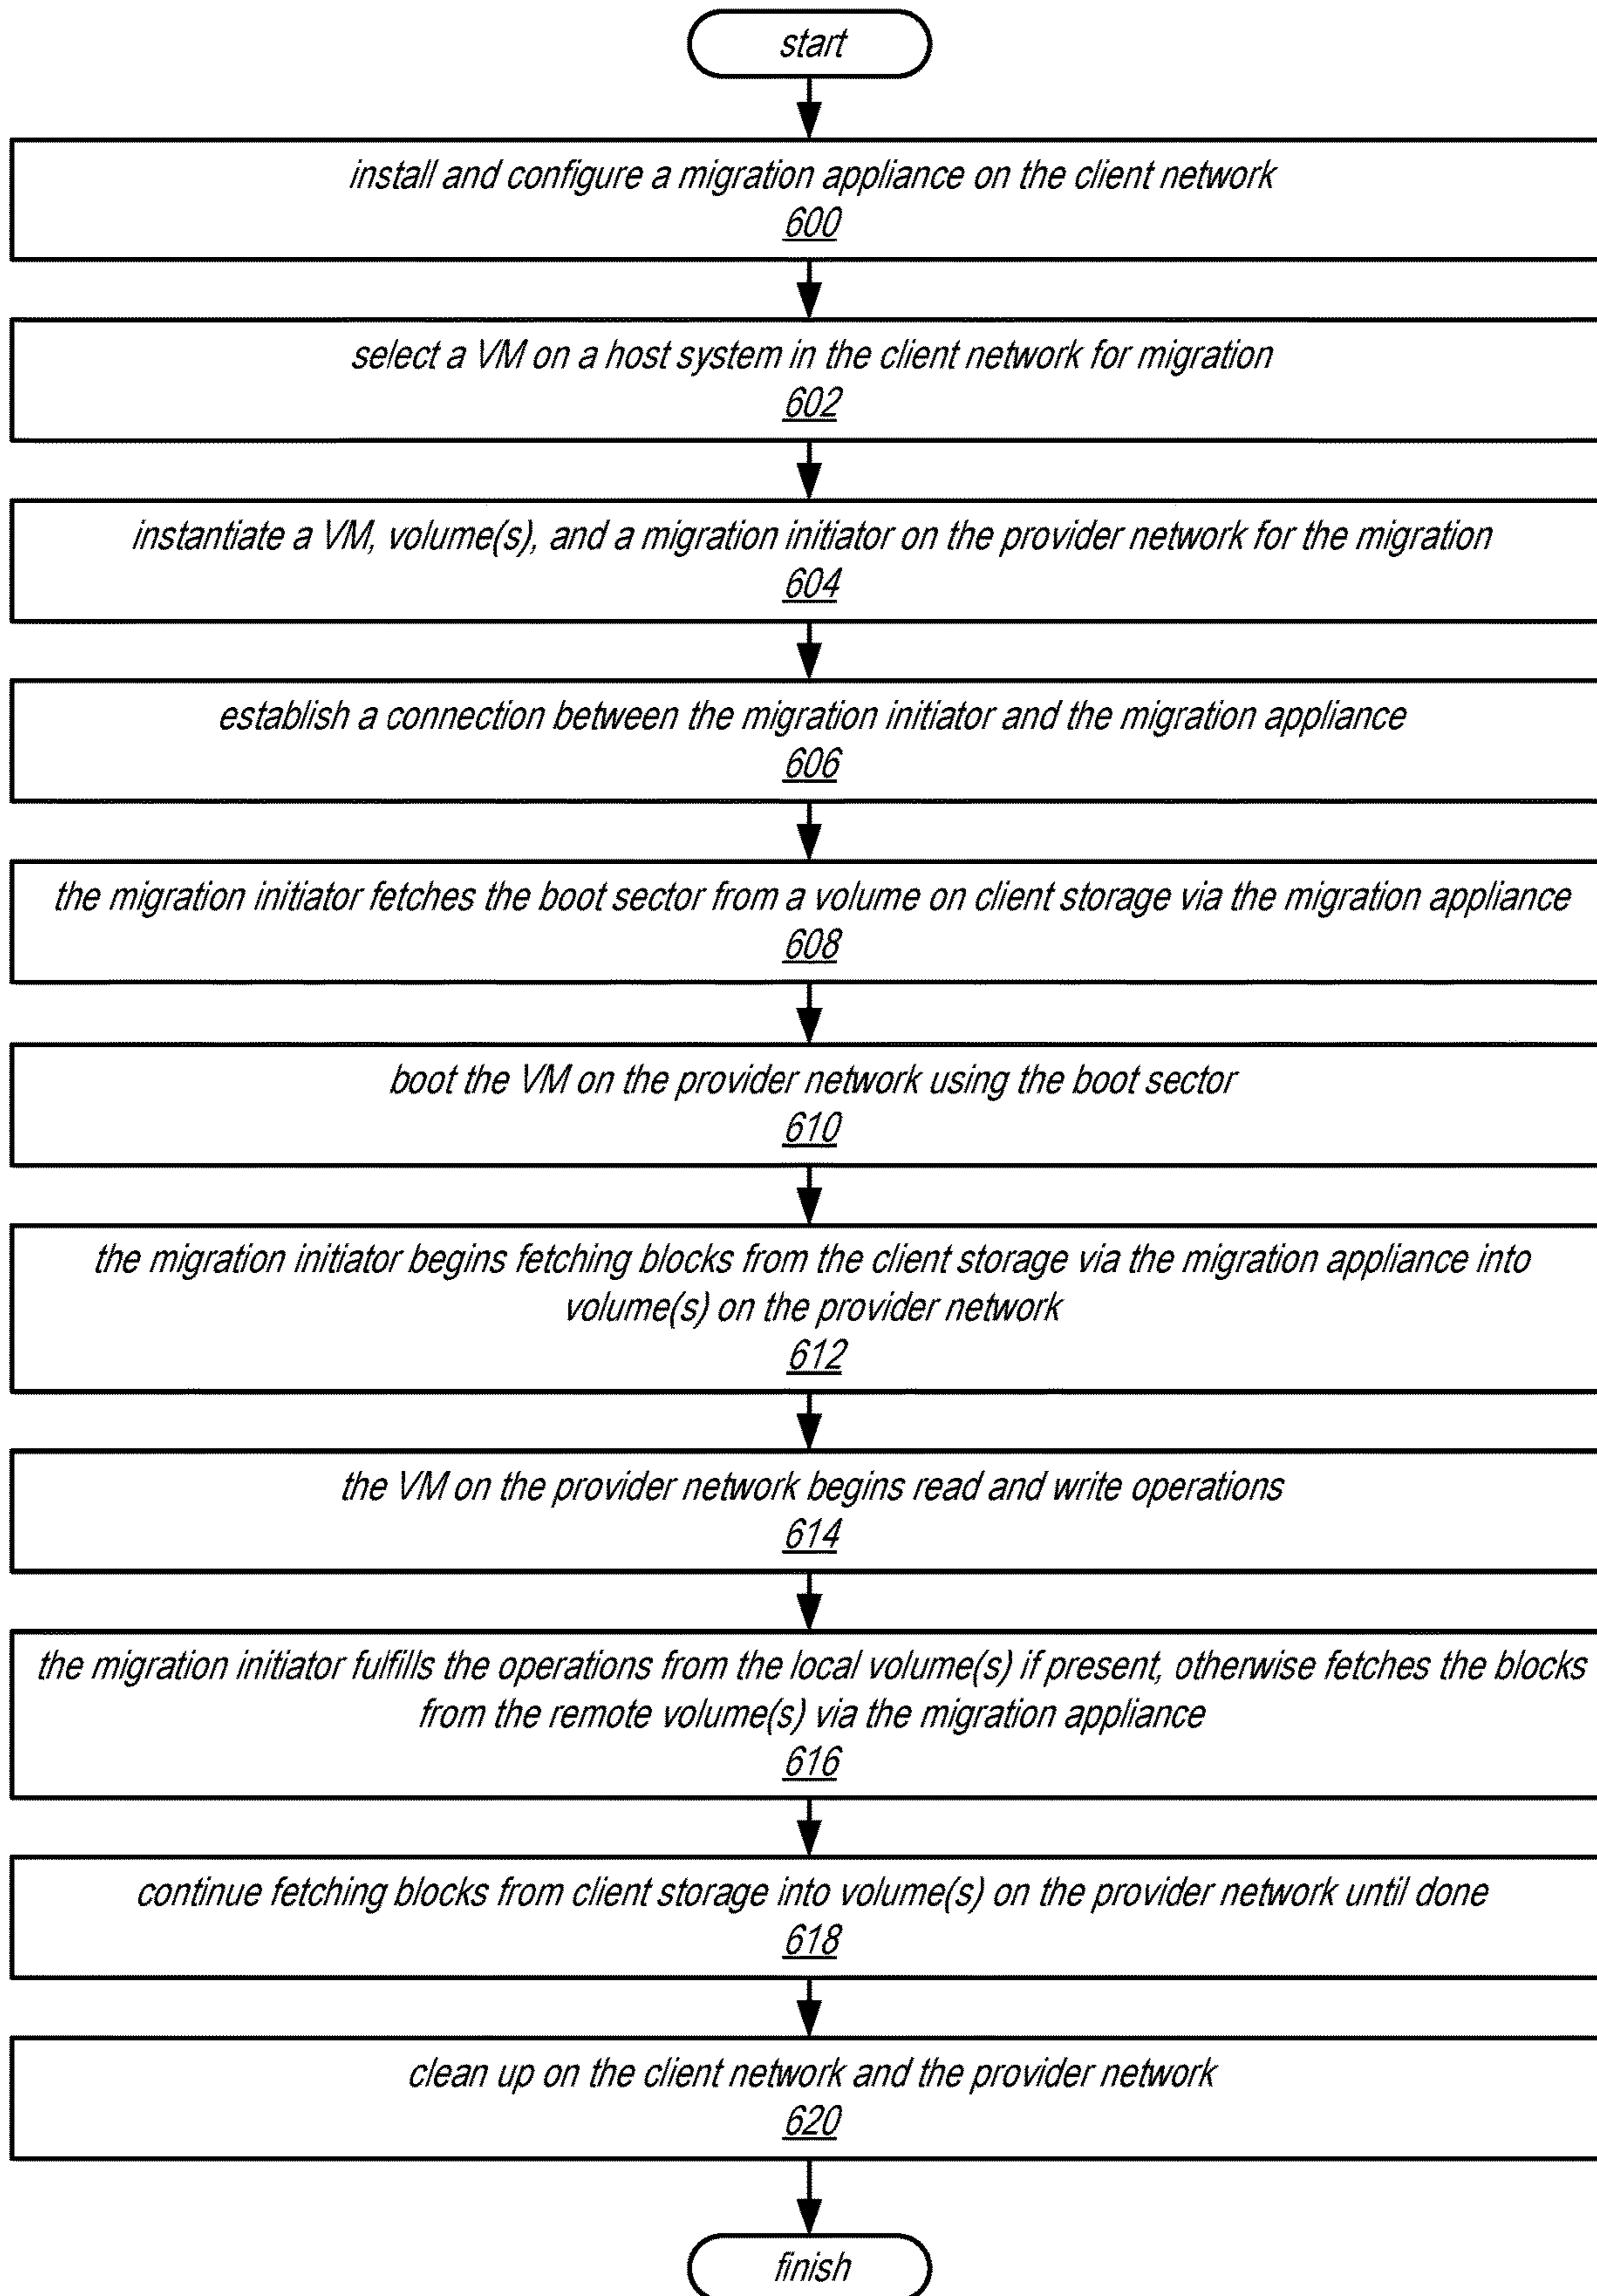 start
install and configure a migration appliance on the client network
600
select a VM on a host system in the client network for migration
602
instantiate a VM, volume(s), and a migration initiator on the provider network for the migration
604
establish a connection between the migration initiator and the migration appliance
606
the migration initiator fetches the boot sector from a volume on client storage via the migration appliance
608
boot the VM on the provider network using the boot sector
610
the migration initiator begins fetching blocks from the client storage via the migration appliance into
volume(s) on the provider network
612
the VM on the provider network begins read and write operations
614
the migration initiator fulfills the operations from the local volume(s) if present, otherwise fetches the blocks
from the remote volume(s) via the migration appliance
616
continue fetching blocks from client storage into volume(s) on the provider network until done
618
clean up on the client network and the provider network
620
finish